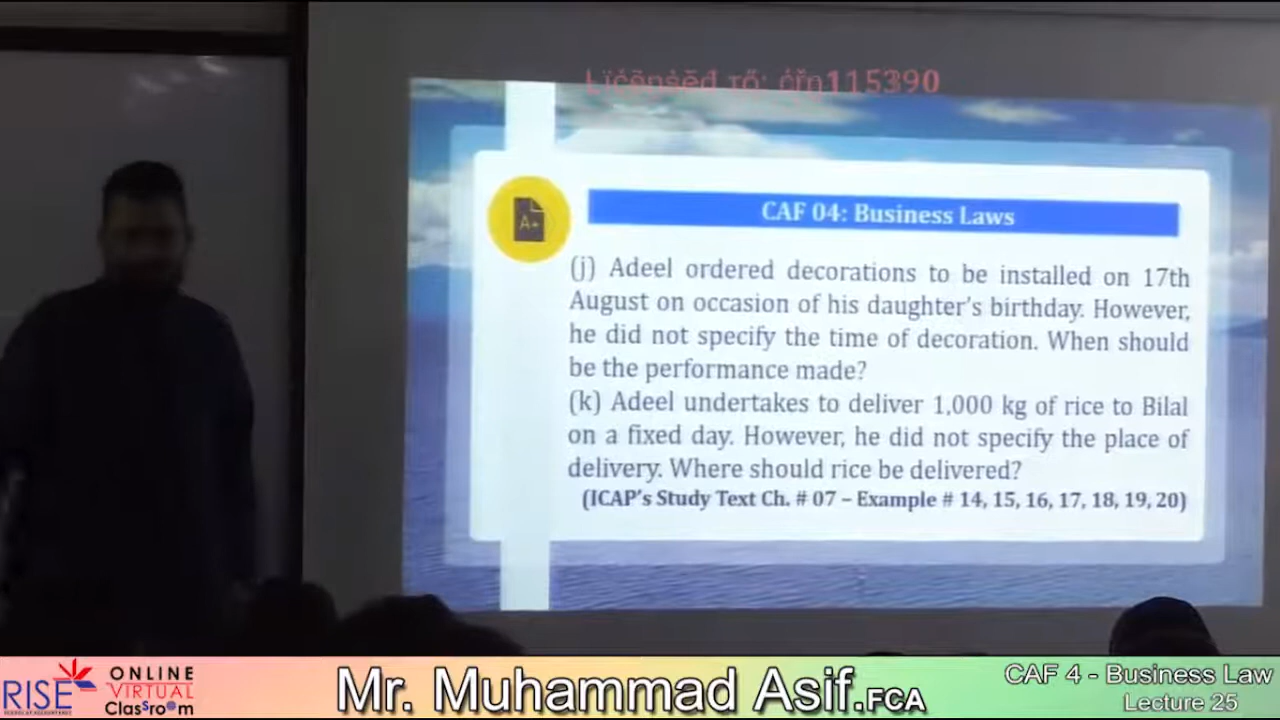 Ŀïċẽnṡēđ тő: ċřp115390
A+
CAF 04: Business Laws
(j) Adeel ordered decorations to be installed on 17th
August on occasion of his daughter's birthday. However,
he did not specify the time of decoration. When should
be the performance made?
(k) Adeel undertakes to deliver 1,000 kg of rice to Bilal
on a fixed day. However, he did not specify the place of
delivery. Where should rice be delivered?
(ICAP's Study Text Ch. # 07 – Example # 14, 15, 16, 17, 18, 19, 20)
RISE
ONLINE
VIRTUAL
Classroom
Mr. Muhammad Asif.FCA
CAF 4 - Business Law
Lecture 25